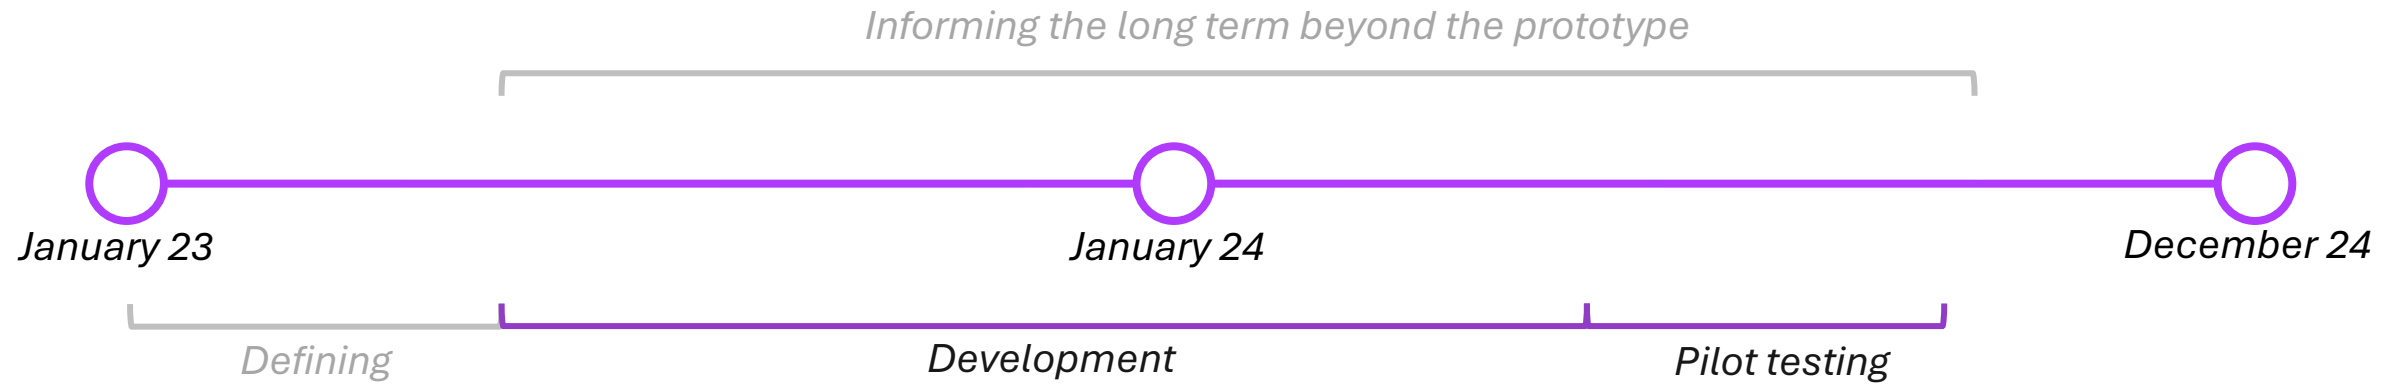 Informing the long term beyond the prototype
January 23
January 24
December 24
Defining
Development
Pilot testing